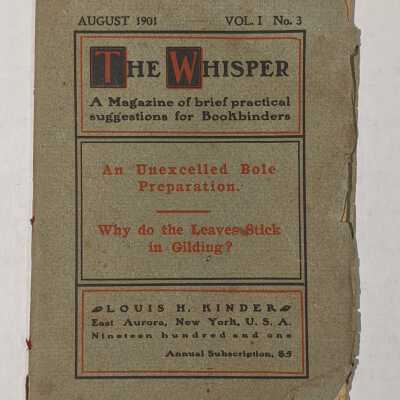 AUGUST 1901 VOL. I No. 3
THE WHISPER
A Magazine of brief practical
suggestions for Bookbinders
An Unexcelled Bole
Preparation.
Why do the Leaves Stick
in Gilding?
LOUIS H. KINDER
East Aurora, New York, U. S. A.
Nineteen hundred and one
Annual Subscription, $5